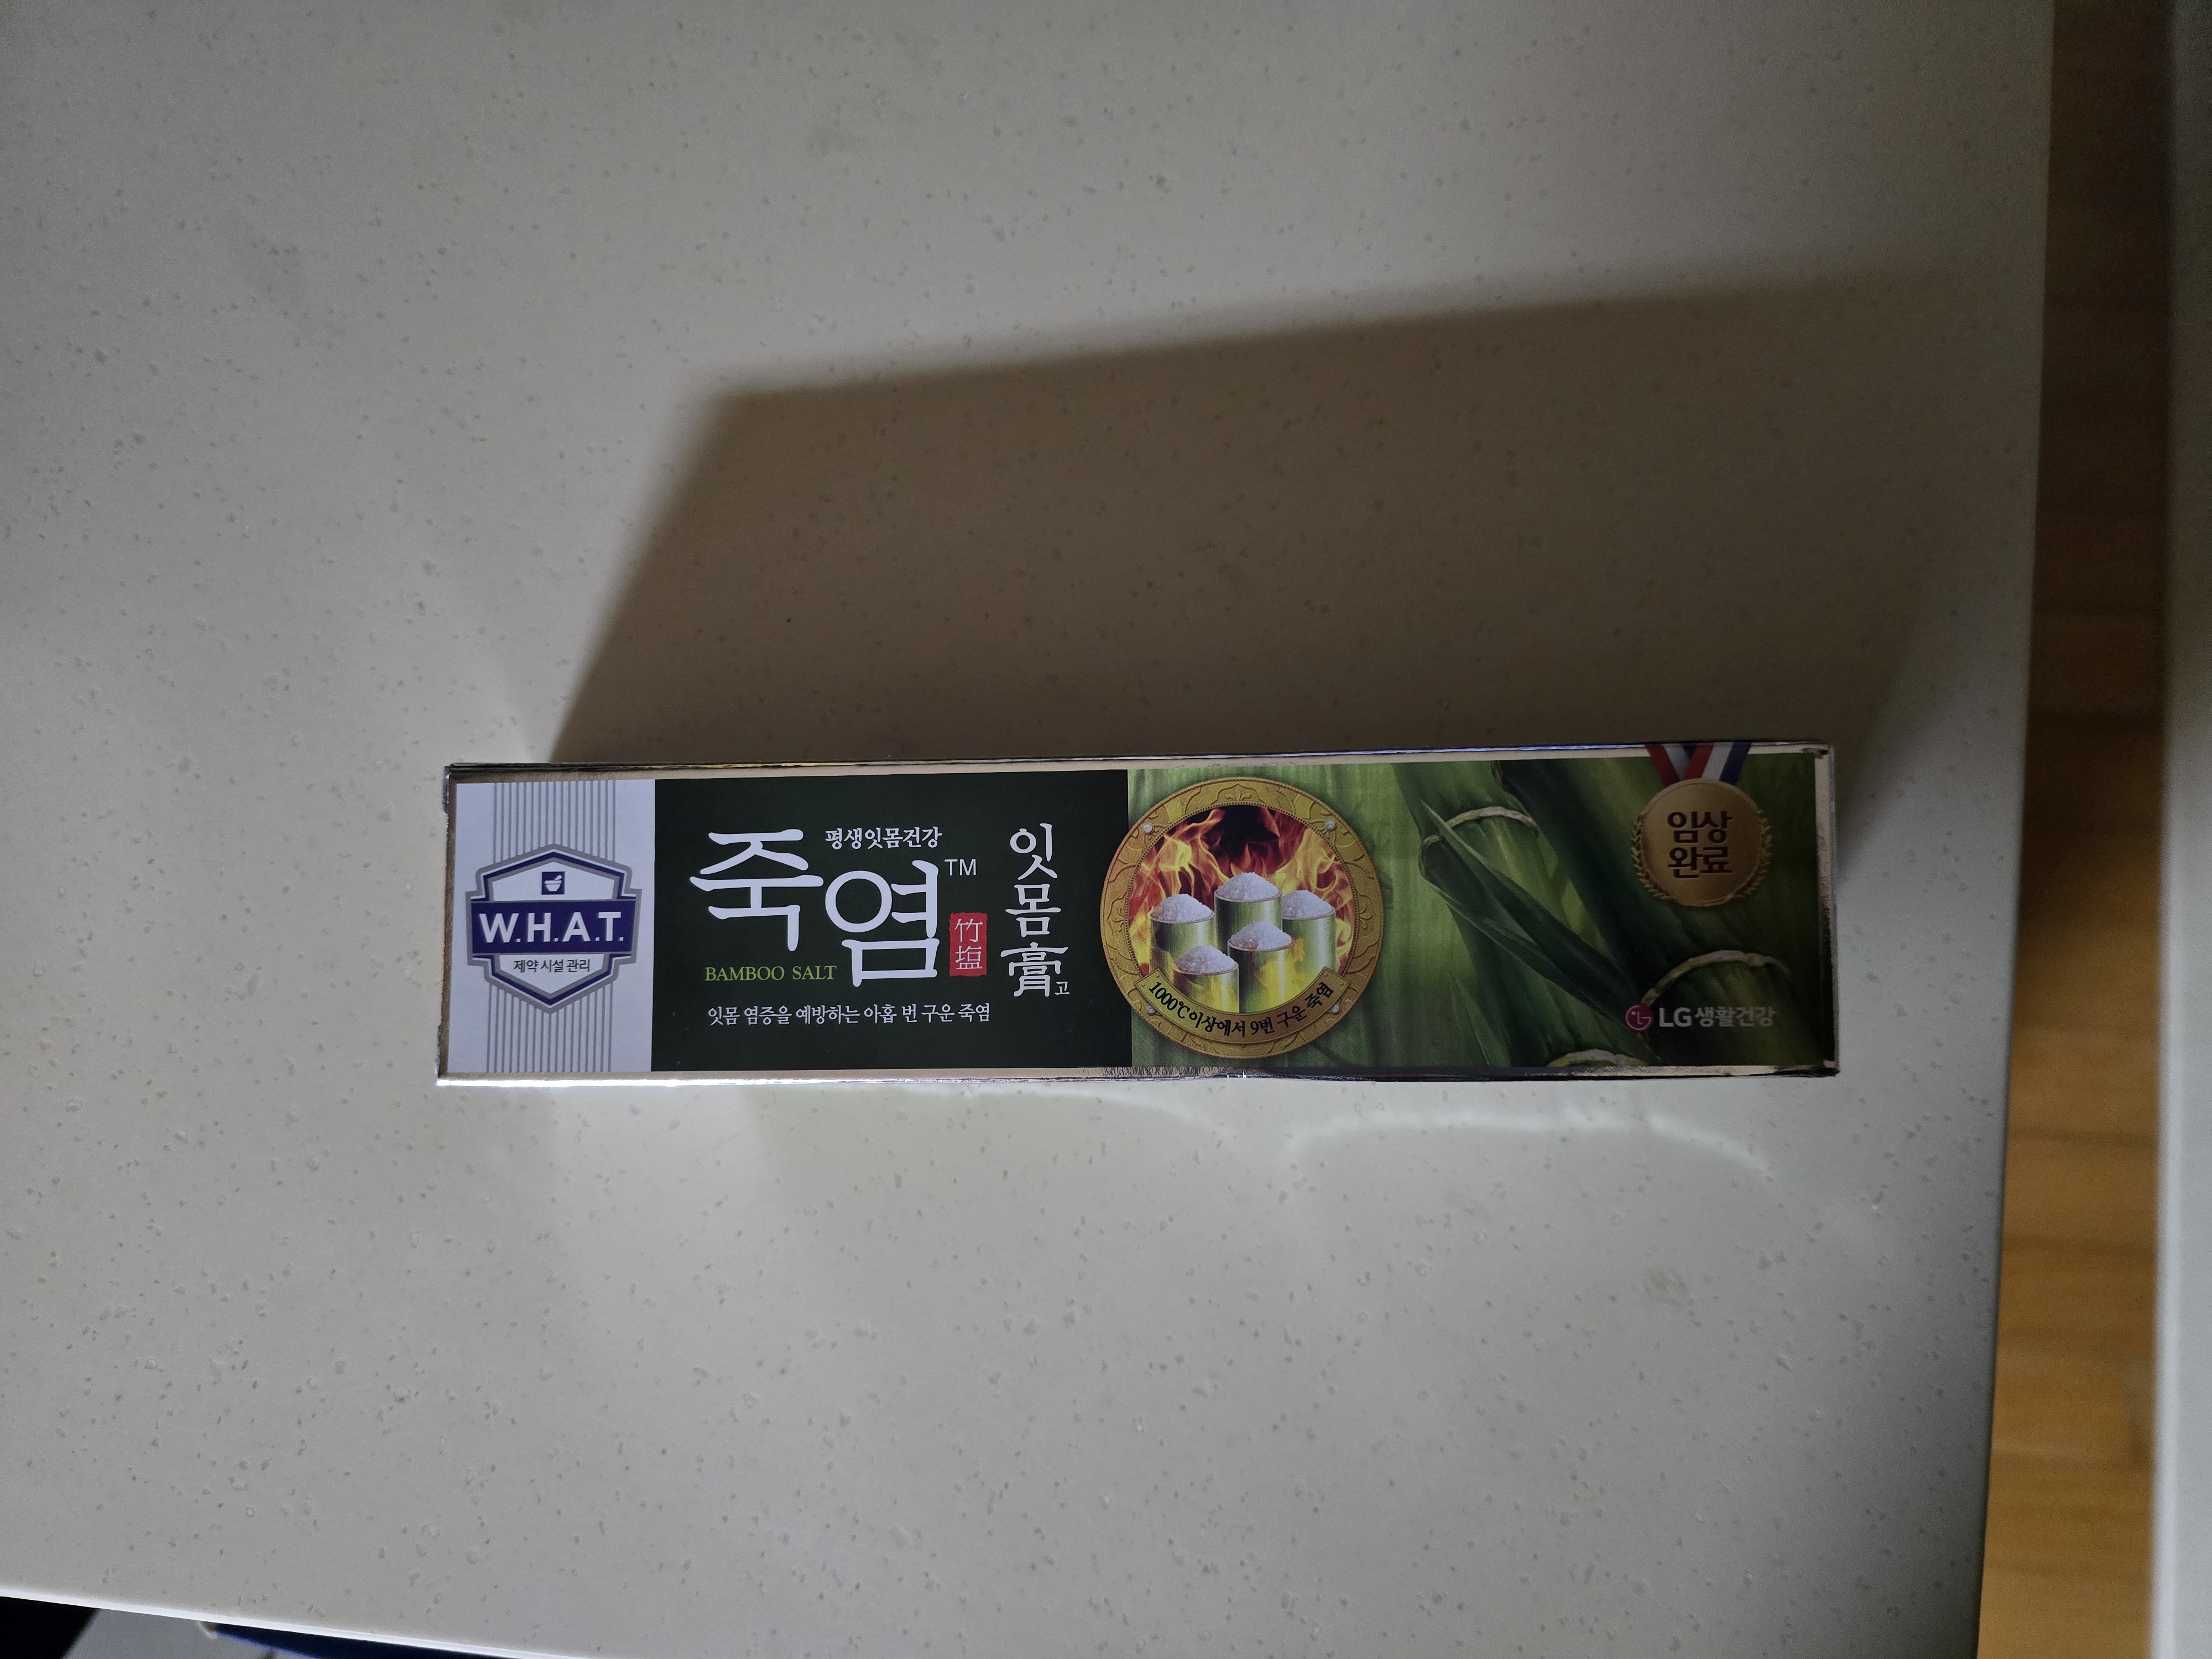 W.H.A.T.
제약 시설 관리
평생잇몸건강
죽염™
竹
塩
BAMBOO SALT
잇몸 염증을 예방하는 아홉 번 구운 죽염
잇
몸
膏고
1000℃이상에서 9번 구운 죽염
임상
완료
LG생활건강